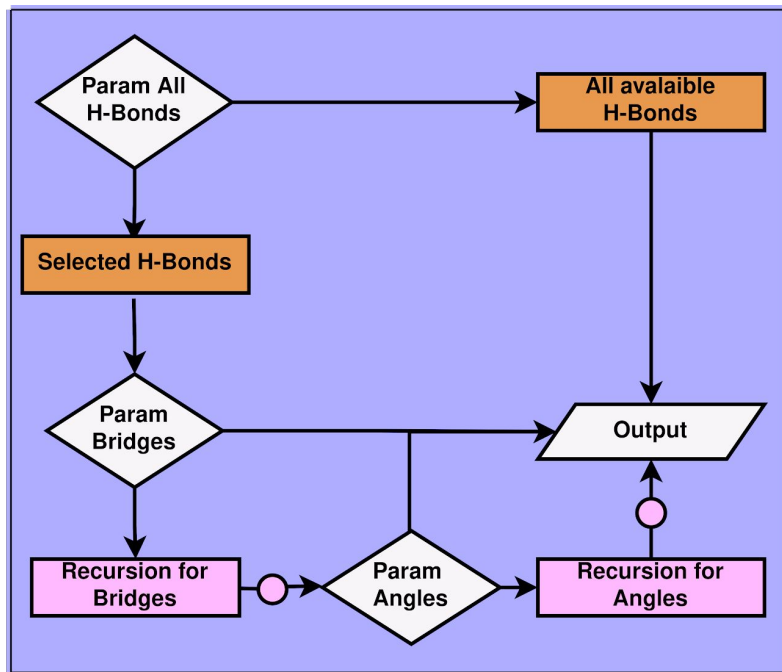 Param All
H-Bonds
All avalaible
H-Bonds
Selected H-Bonds
Param
Bridges
Output
Recursion for
Bridges
Param
Angles
Recursion for
Angles